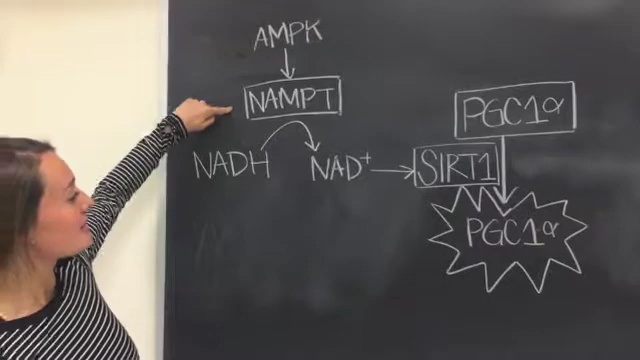 AMPK
NAMPT
NADH
NAD+
SIRT1
PGC1α
PGC1α